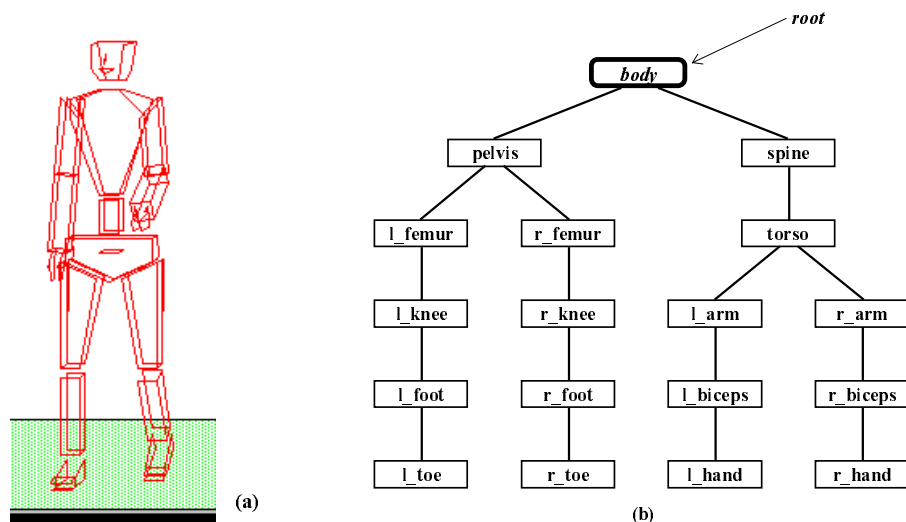 root
body
pelvis spine
l_femur r_femur torso
l_knee r_knee l_arm r_arm
l_foot r_foot l_biceps r_biceps
l_toe r_toe l_hand r_hand
(a)
(b)